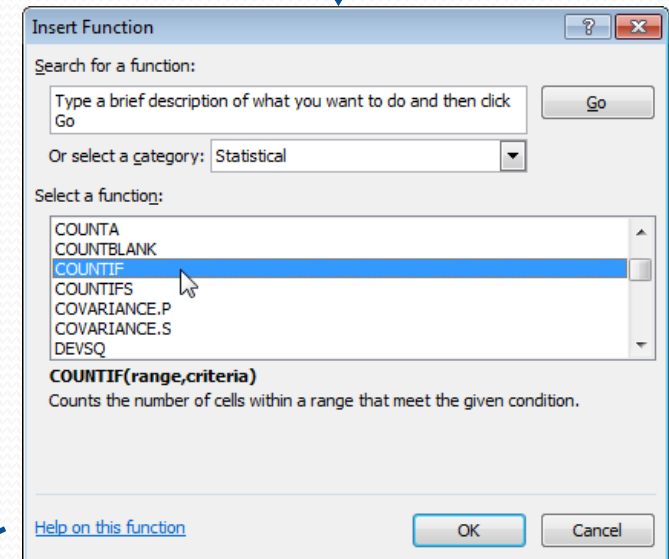 Insert Function
Search for a function:
Type a brief description of what you want to do and then click
Go
Go
Or select a category: Statistical
Select a function:
COUNTA
COUNTBLANK
COUNTIF
COUNTIFS
COVARIANCE.P
COVARIANCE.S
DEVSQ
COUNTIF(range,criteria)
Counts the number of cells within a range that meet the given condition.
Help on this function
OK
Cancel